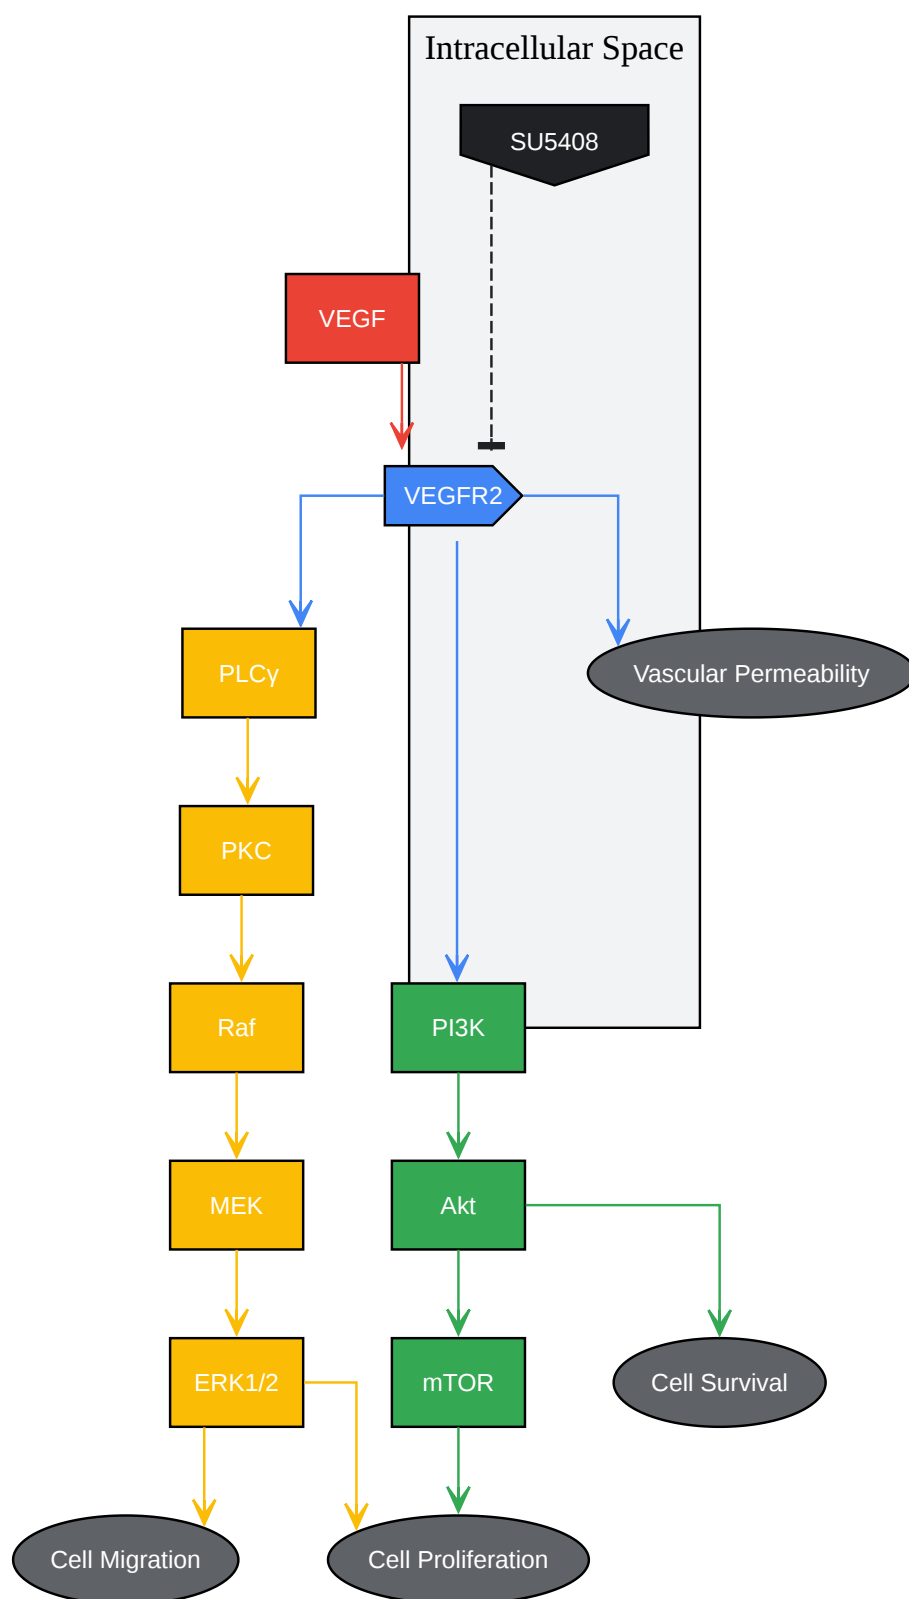 Intracellular Space
SU5408
VEGF
VEGFR2
PLCγ
Vascular Permeability
PKC
Raf
PI3K
MEK
Akt
ERK1/2
mTOR
Cell Survival
Cell Migration
Cell Proliferation